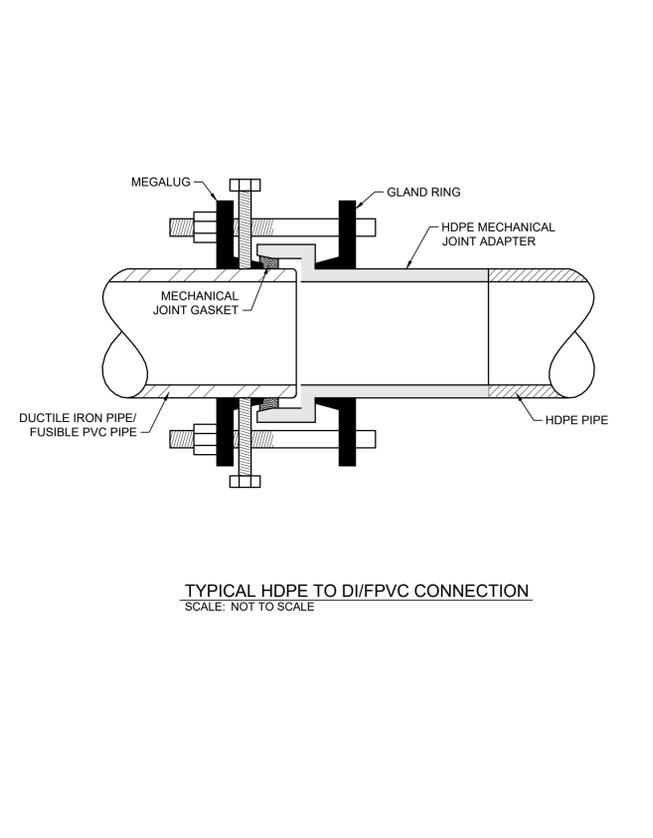 MEGALUG
GLAND RING
HDPE MECHANICAL
JOINT ADAPTER
MECHANICAL
JOINT GASKET
DUCTILE IRON PIPE/
FUSIBLE PVC PIPE
HDPE PIPE
TYPICAL HDPE TO DI/FPVC CONNECTION
SCALE: NOT TO SCALE